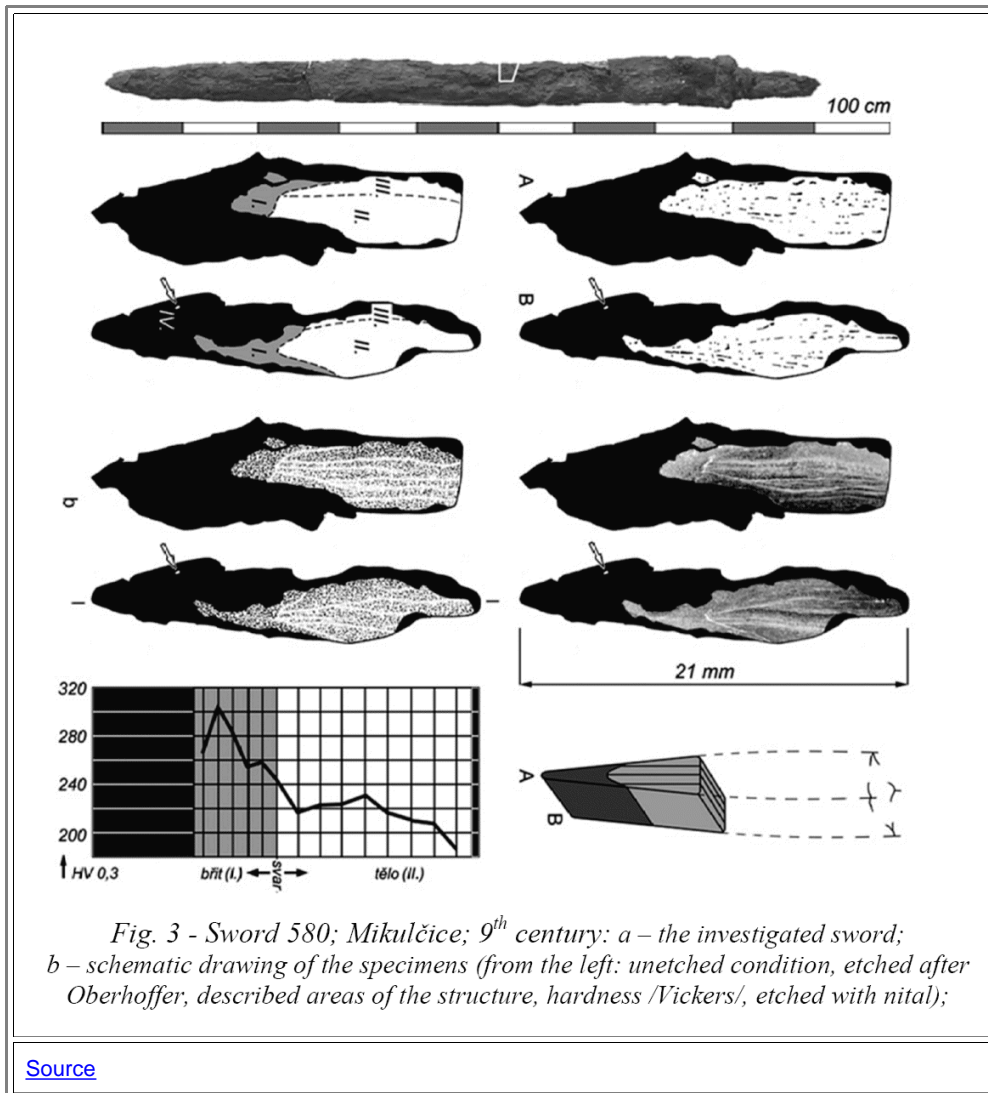 100 cm
A
III.
I.
II.
B
III.
IV.
I.
II.
b
l
l
21 mm
320
280
240
200
HV 0,3
břit (I.)
svar
tělo (II.)
A
B
Fig. 3 - Sword 580; Mikulčice; 9th century: a – the investigated sword;
b – schematic drawing of the specimens (from the left: unetched condition, etched after
Oberhoffer, described areas of the structure, hardness /Vickers/, etched with nital);
Source